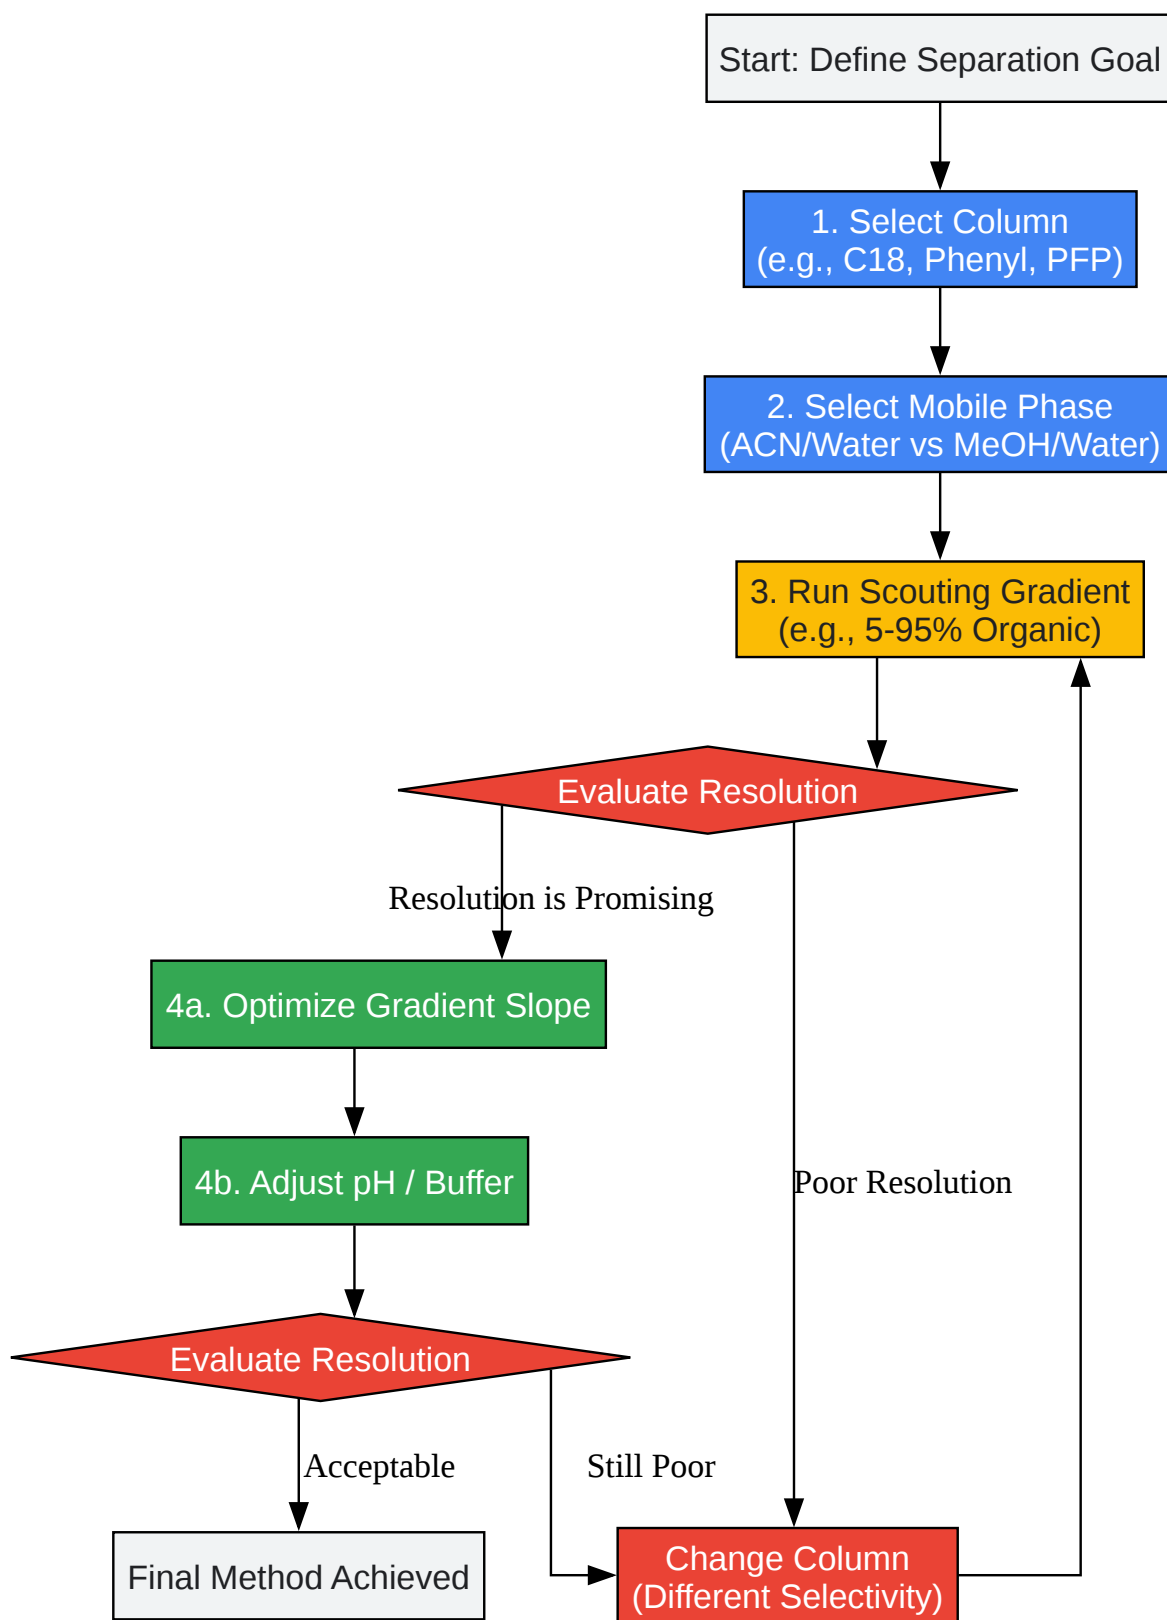 Start: Define Separation Goal
1. Select Column
(e.g., C18, Phenyl, PFP)
2. Select Mobile Phase
(ACN/Water vs MeOH/Water)
3. Run Scouting Gradient
(e.g., 5-95% Organic)
Evaluate Resolution
Resolution is Promising
4a. Optimize Gradient Slope
4b. Adjust pH / Buffer
Poor Resolution
Evaluate Resolution
Acceptable
Still Poor
Final Method Achieved
Change Column
(Different Selectivity)